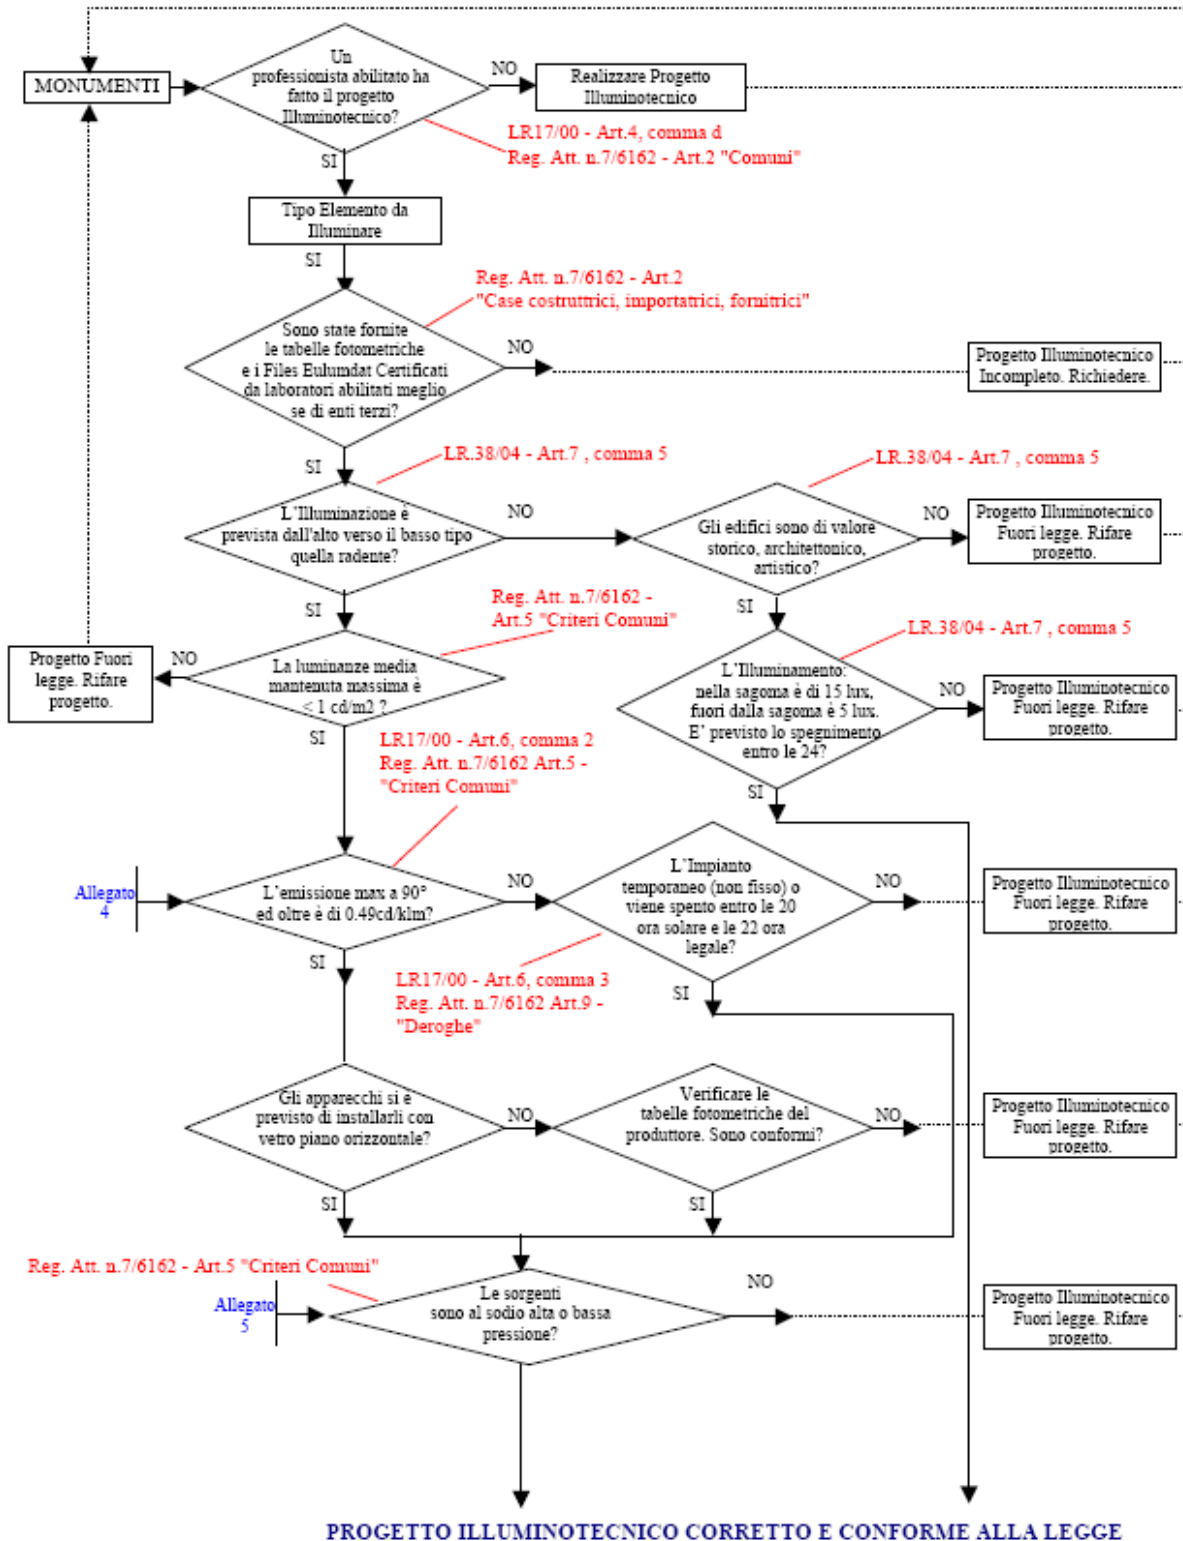 MONUMENTI
Un
professionista abilitato ha
fatto il progetto
Illuminotecnico?
NO
Realizzare Progetto
Illuminotecnico
LR17/00 - Art.4, comma d
Reg. Att. n.7/6162 - Art.2 "Comuni"
SI
Tipo Elemento da
Illuminare
SI
Reg. Att. n.7/6162 - Art.2
"Case costruttrici, importatrici, fornitrici"
Sono state fornite
le tabelle fotometriche
e i Files Eulumdat Certificati
da laboratori abilitati meglio
se di enti terzi?
NO
Progetto Illuminotecnico
Incompleto. Richiedere.
SI
LR.38/04 - Art.7 , comma 5
L'Illuminazione è
prevista dall'alto verso il basso tipo
quella radente?
NO
LR.38/04 - Art.7 , comma 5
Gli edifici sono di valore
storico, architettonico,
artistico?
NO
Progetto Illuminotecnico
Fuori legge. Rifare
progetto.
SI
Reg. Att. n.7/6162 -
Art.5 "Criteri Comuni"
SI
LR.38/04 - Art.7 , comma 5
Progetto Fuori
legge. Rifare
progetto.
NO
La luminanze media
mantenuta massima è
< 1 cd/m2 ?
L'Illuminamento:
nella sagoma è di 15 lux,
fuori dalla sagoma è 5 lux.
E' previsto lo spegnimento
entro le 24?
NO
Progetto Illuminotecnico
Fuori legge. Rifare
progetto.
SI
LR17/00 - Art.6, comma 2
Reg. Att. n.7/6162 Art.5 -
"Criteri Comuni"
SI
Allegato
4
L'emissione max a 90°
ed oltre è di 0.49cd/klm?
NO
L'Impianto
temporaneo (non fisso) o
viene spento entro le 20
ora solare e le 22 ora
legale?
NO
Progetto Illuminotecnico
Fuori legge. Rifare
progetto.
SI
LR17/00 - Art.6, comma 3
Reg. Att. n.7/6162 Art.9 -
"Deroghe"
SI
Gli apparecchi si è
previsto di installarli con
vetro piano orizzontale?
NO
Verificare le
tabelle fotometriche del
produttore. Sono conformi?
NO
Progetto Illuminotecnico
Fuori legge. Rifare
progetto.
SI
SI
Reg. Att. n.7/6162 - Art.5 "Criteri Comuni"
Allegato
5
Le sorgenti
sono al sodio alta o bassa
pressione?
NO
Progetto Illuminotecnico
Fuori legge. Rifare
progetto.
PROGETTO ILLUMINOTECNICO CORRETTO E CONFORME ALLA LEGGE